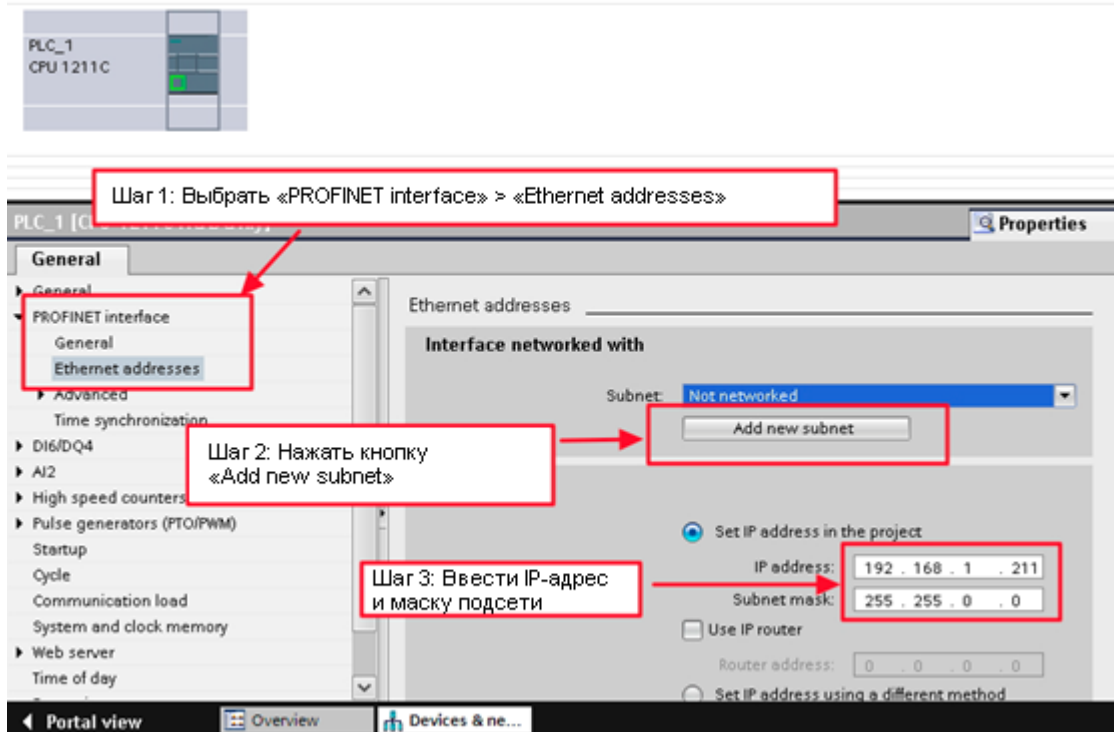 PLC_1
CPU 1211C
Шаг 1: Выбрать «PROFINET interface» > «Ethernet addresses»
PLC_1
Properties
General
General
PROFINET interface
General
Ethernet addresses
Advanced
Time synchronization
DI6/DQ4
AI2
High speed counters
Pulse generators (PTO/PWM)
Startup
Cycle
Communication load
System and clock memory
Web server
Time of day
Ethernet addresses
Interface networked with
Subnet: Not networked
Add new subnet
Шаг 2: Нажать кнопку
«Add new subnet»
Set IP address in the project
IP address: 192 . 168 . 1 . 211
Шаг 3: Ввести IP-адрес
и маску подсети
Subnet mask: 255 . 255 . 0 . 0
Use IP router
Router address: 0 . 0 . 0 . 0
Set IP address using a different method
Portal view
Overview
Devices & ne...